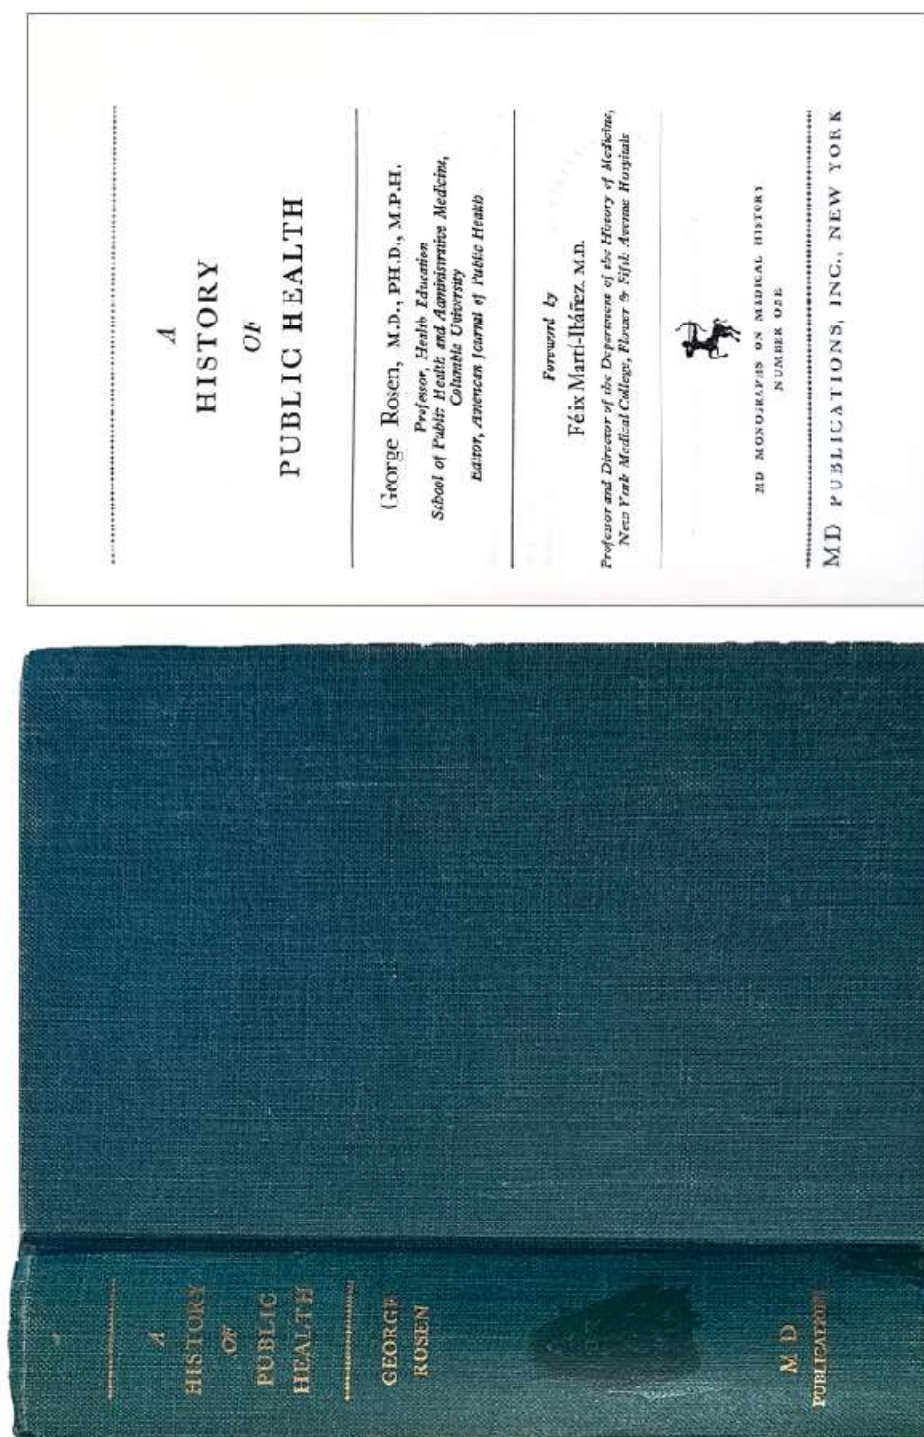 A
HISTORY
OF
PUBLIC HEALTH
George Rosen, M.D., PH.D., M.P.H.
Professor, Health Education
School of Public Health and Administrative Medicine,
Columbia University
Editor, American Journal of Public Health
Foreword by
Félix Martí-Ibáñez, M.D.
Professor and Director of the Department of the History of Medicine,
New York Medical College, Flower & Fifth Avenue Hospitals
MD MONOGRAPHS ON MEDICAL HISTORY
NUMBER ONE
MD PUBLICATIONS, INC., NEW YORK
A
HISTORY
OF
PUBLIC
HEALTH
GEORGE
ROSEN
M D
PUBLICATIONS